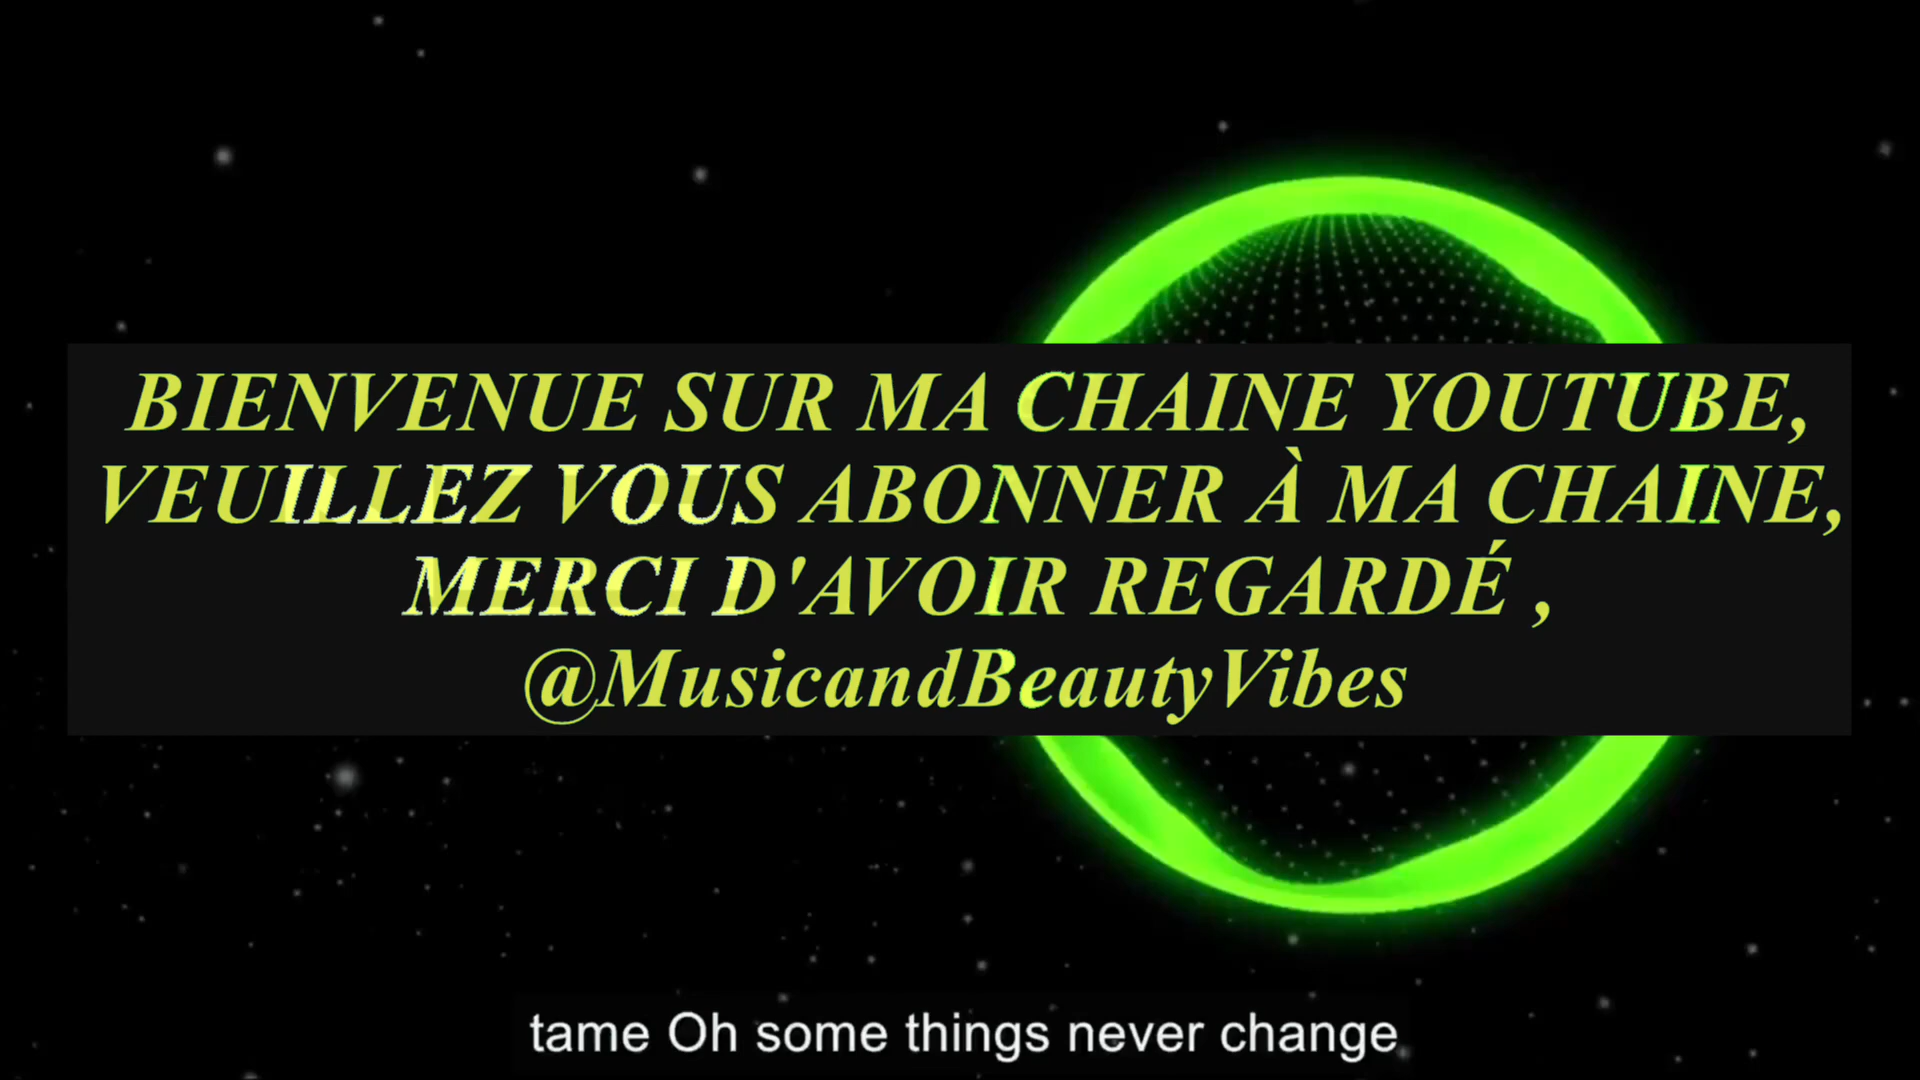 BIENVENUE SUR MA CHAINE YOUTUBE,
VEUILLEZ VOUS ABONNER À MA CHAINE,
MERCI D'AVOIR REGARDÉ ,
@MusicandBeautyVibes
tame Oh some things never change